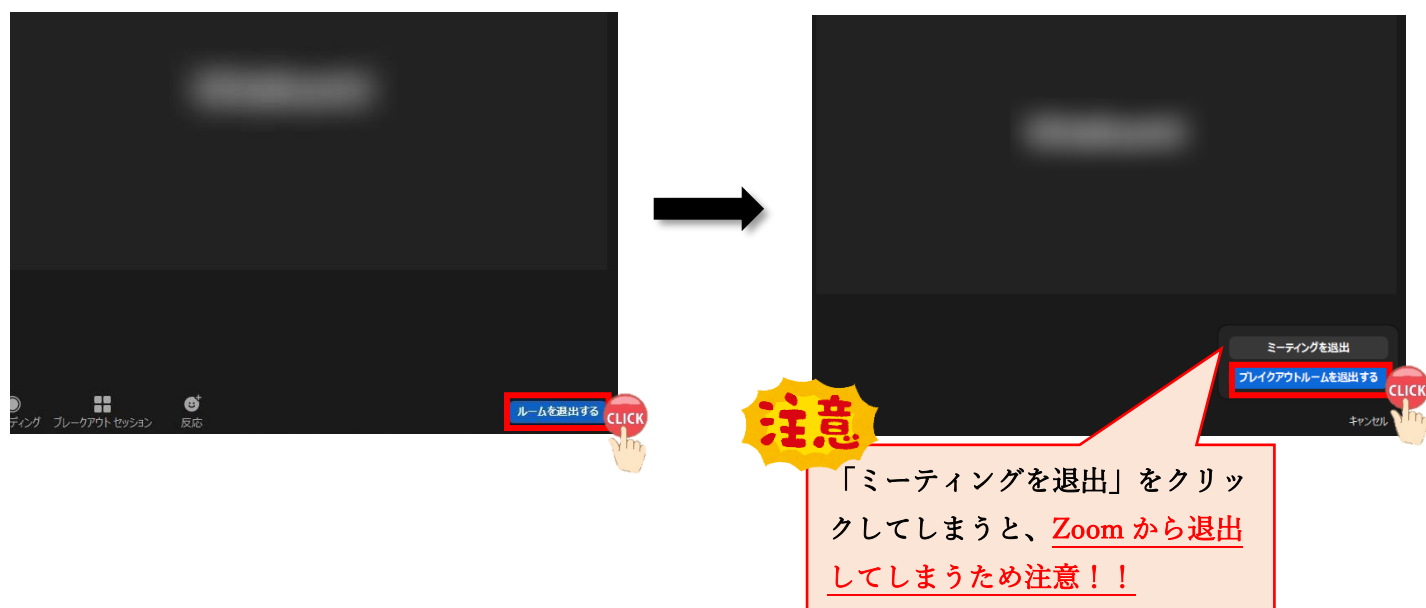 ディング ブレークアウト セッション 反応
ルームを退出する
CLICK
ミーティングを退出
ブレイクアウトルームを退出する
CLICK
キャンセル
注意
「ミーティングを退出」をクリッ
クしてしまうと、Zoom から退出
してしまうため注意！！